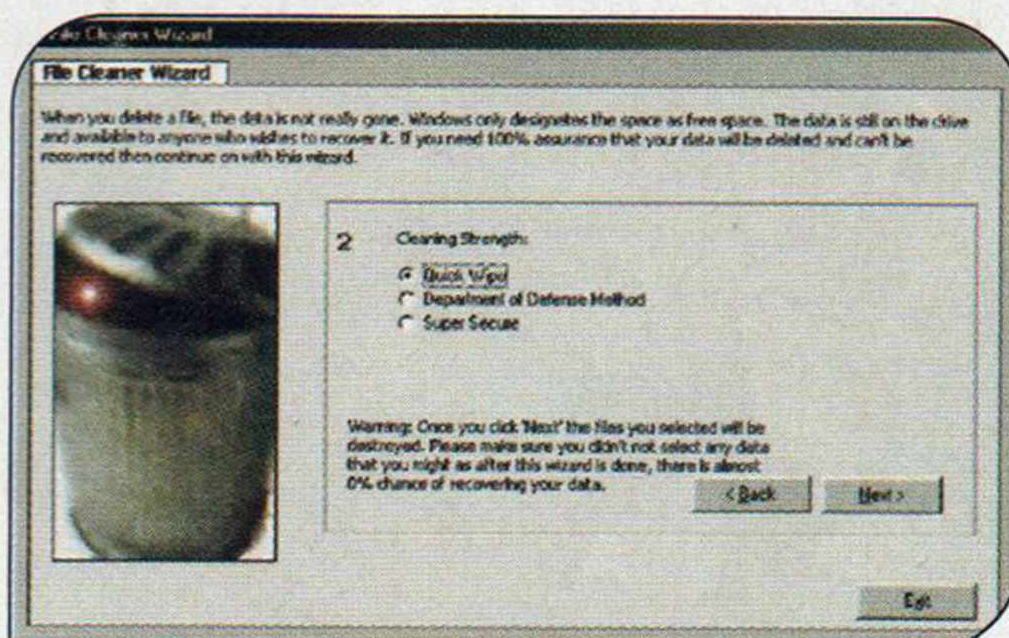 File Cleaner Wizard
File Cleaner Wizard
When you delete a file, the data is not really gone. Windows only designates the space as free space. The data is still on the drive
and available to anyone who wishes to recover it. If you need 100% assurance that your data will be deleted and can't be
recovered then continue on with this wizard.
2 Cleaning Strength:
Quick Wipe
Department of Defense Method
Super Secure
Warning: Once you click 'Next' the files you selected will be
destroyed. Please make sure you didn't not select any data
that you might as after this wizard is done, there is almost
0% chance of recovering your data.
< Back Next >
Exit